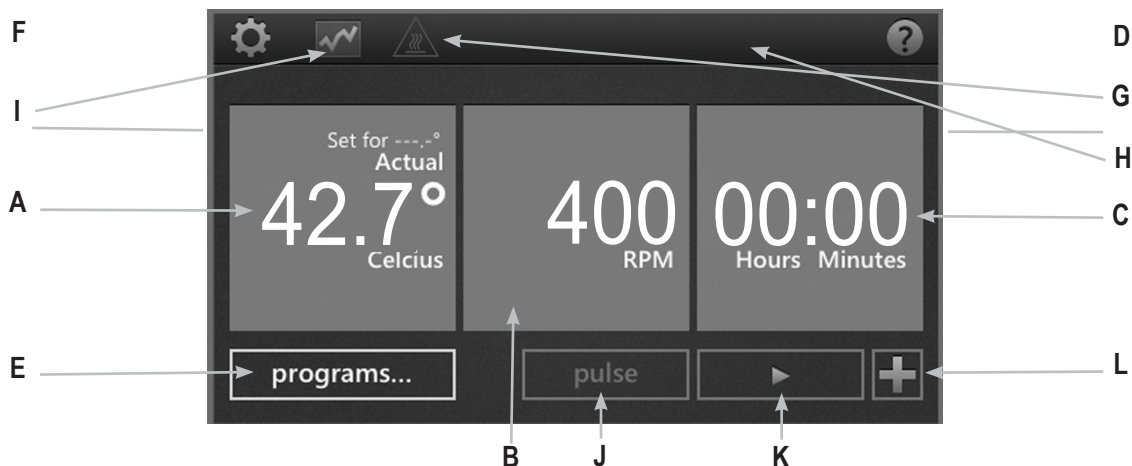 F
D
I
G
H
Set for ---.-°
Actual
A
42.7°
400
00:00
C
Celcius
RPM
Hours Minutes
E
programs...
pulse
L
B
J
K
?